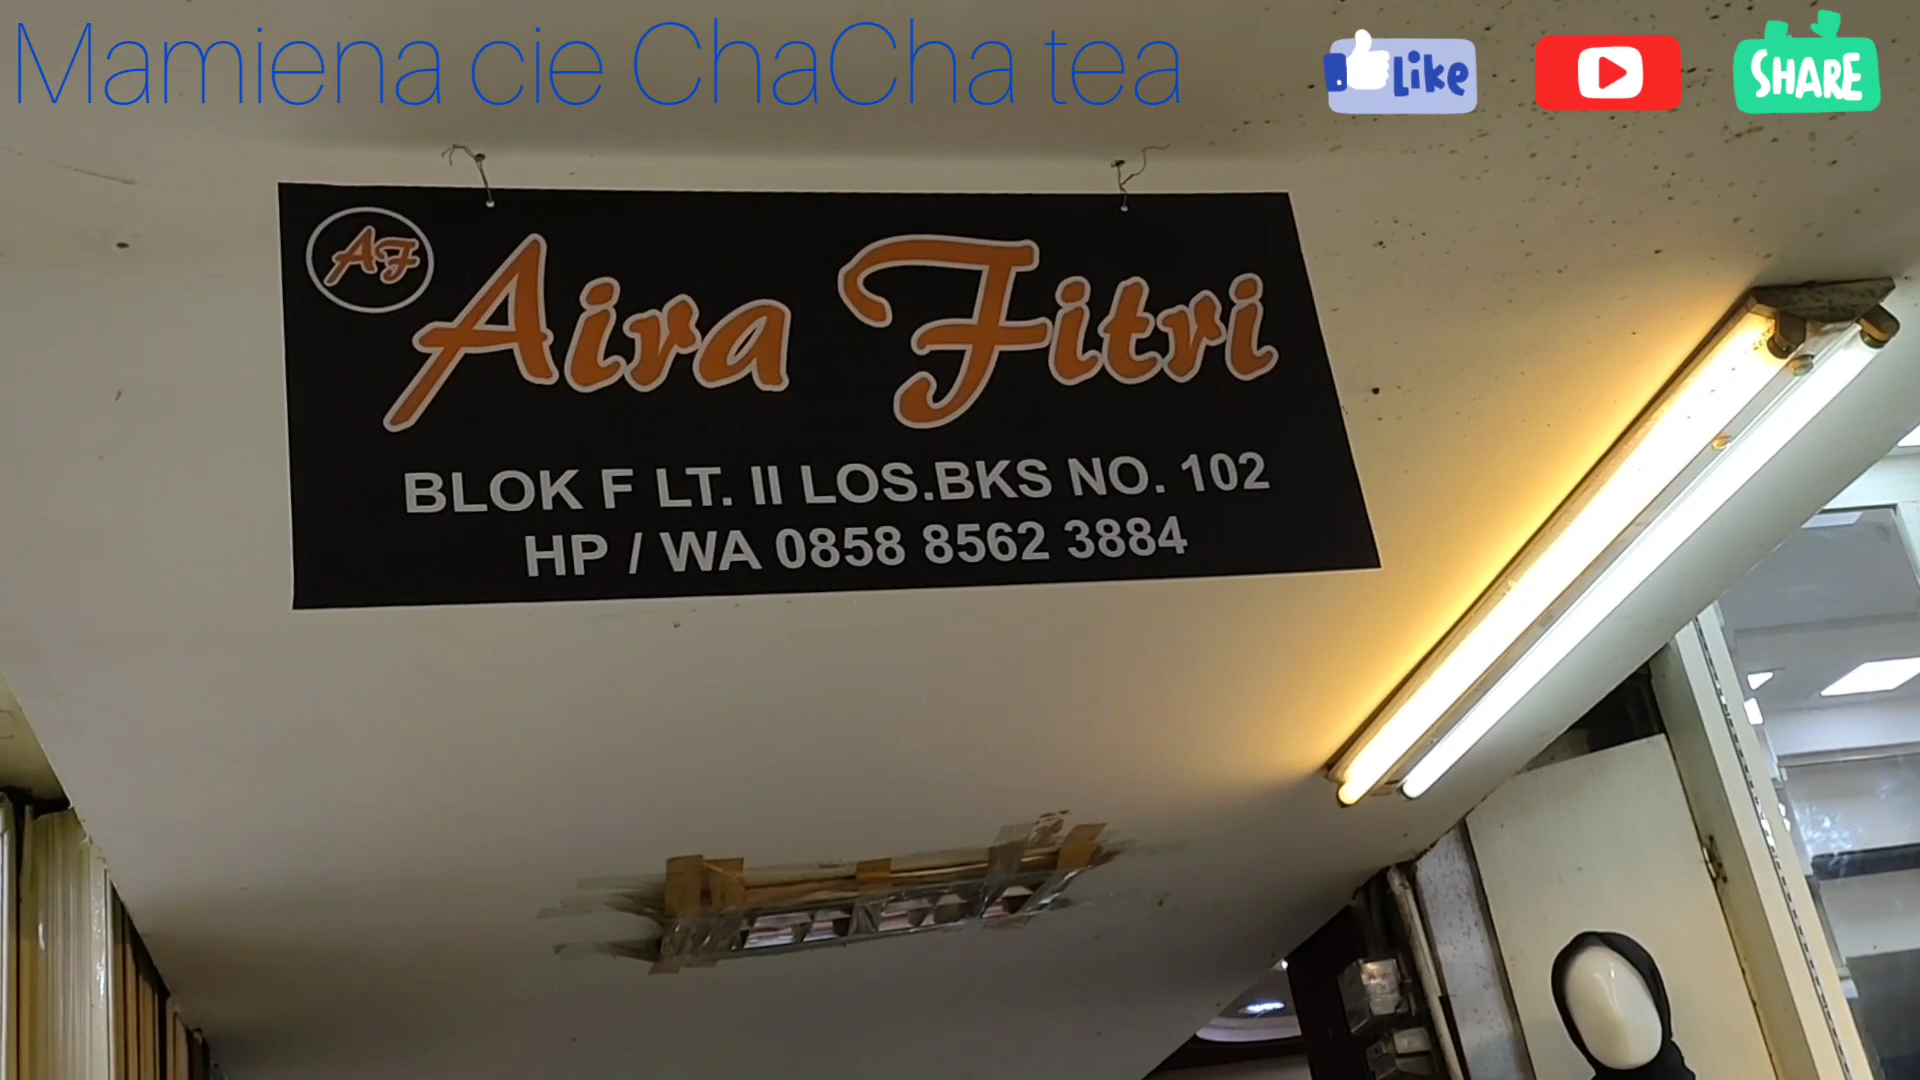 Mamiena cie ChaCha tea
Like
SHARE
AF
Aira Fitri
BLOK F LT. II LOS.BKS NO. 102
HP / WA 0858 8562 3884